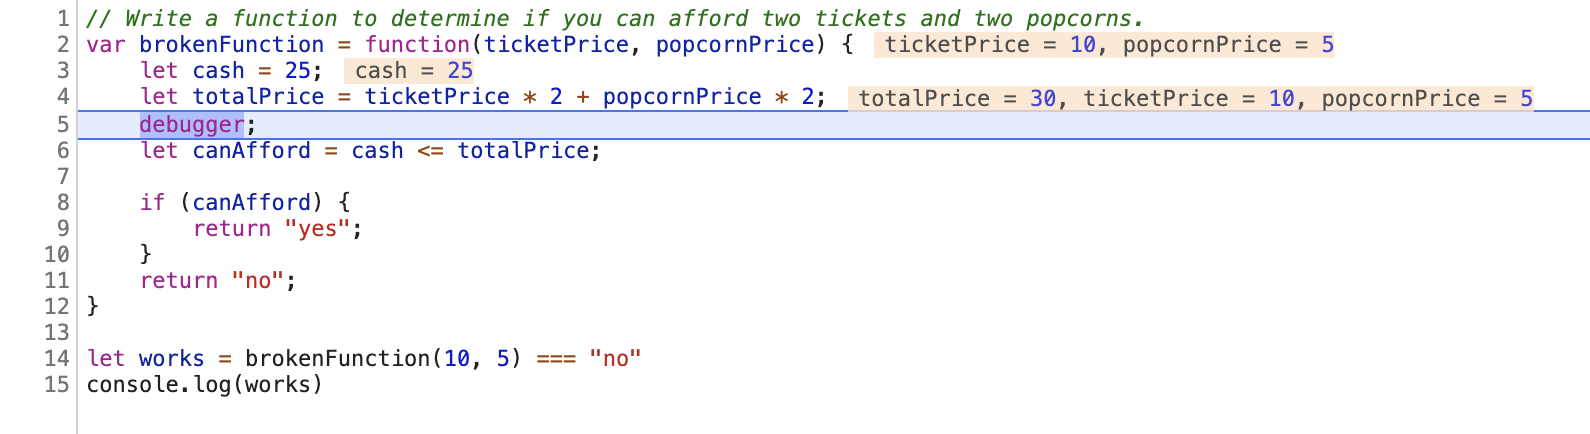 1 // Write a function to determine if you can afford two tickets and two popcorns.
2 var brokenFunction = function(ticketPrice, popcornPrice) { ticketPrice = 10, popcornPrice = 5
3 let cash = 25; cash = 25
4 let totalPrice = ticketPrice * 2 + popcornPrice * 2; totalPrice = 30, ticketPrice = 10, popcornPrice = 5
5 debugger;
6 let canAfford = cash <= totalPrice;
7
8 if (canAfford) {
9 return "yes";
10 }
11 return "no";
12 }
13
14 let works = brokenFunction(10, 5) === "no"
15 console.log(works)